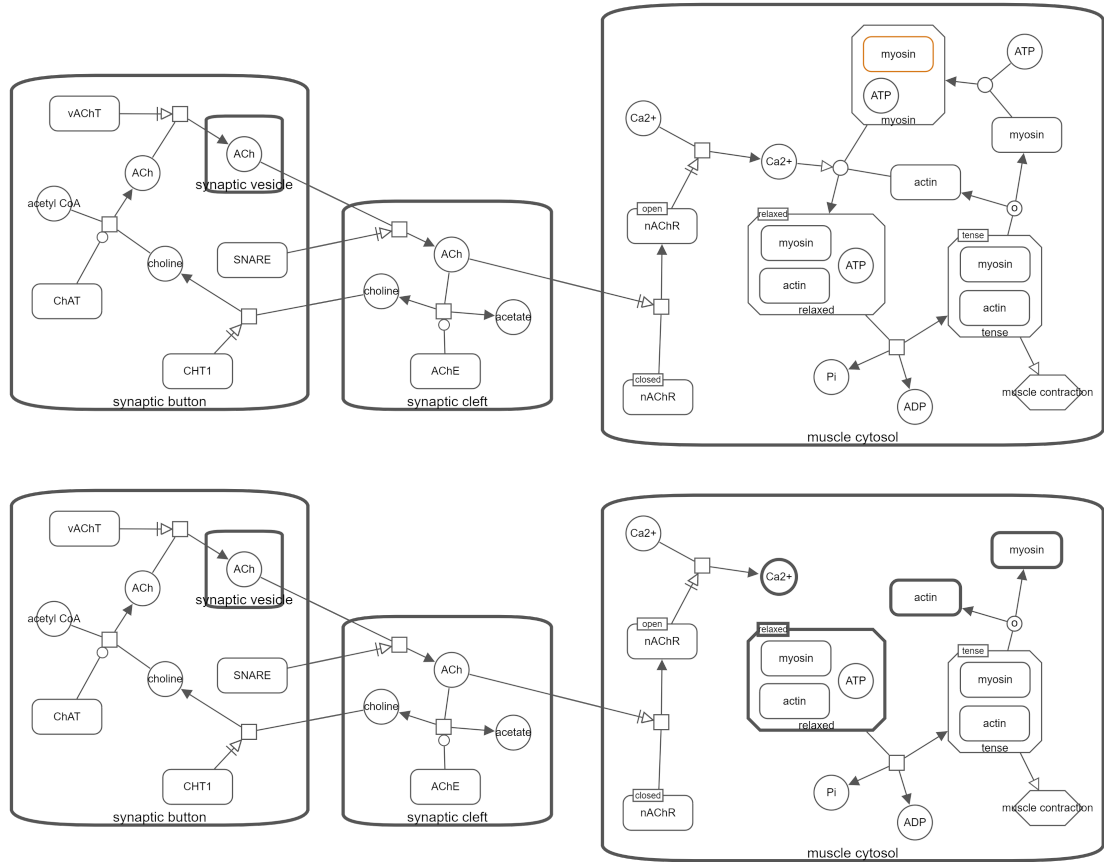 myosin
ATP
ATP
myosin
vAChT
Ca2+
myosin
ACh
Ca2+
ACh
synaptic vesicle
actin
acetyl CoA
open
nAChR
relaxed
myosin
tense
myosin
SNARE
ACh
choline
ATP
actin
choline
ChAT
actin
relaxed
acetate
tense
CHT1
AChE
closed
nAChR
Pi
muscle contraction
ADP
synaptic button
synaptic cleft
muscle cytosol
vAChT
Ca2+
myosin
ACh
Ca2+
ACh
synaptic vesicle
actin
acetyl CoA
open
nAChR
relaxed
myosin
tense
myosin
SNARE
ACh
choline
ATP
actin
choline
ChAT
actin
relaxed
acetate
tense
CHT1
AChE
closed
nAChR
Pi
muscle contraction
ADP
synaptic button
synaptic cleft
muscle cytosol
o
o